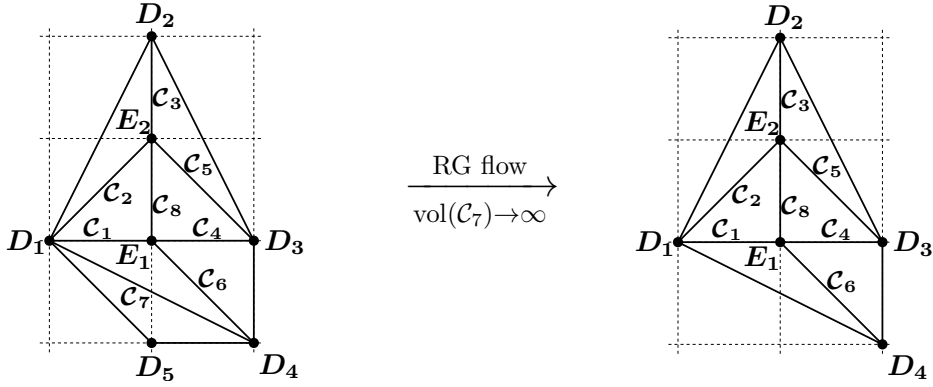 D₂
C₃
E₂
C₅
C₂
C₈
C₁
C₄
D₁
E₁
D₃
C₆
C₇
D₅
D₄
RG flow
vol(C₇)→∞
D₂
C₃
E₂
C₅
C₂
C₈
C₁
C₄
D₁
E₁
D₃
C₆
D₄